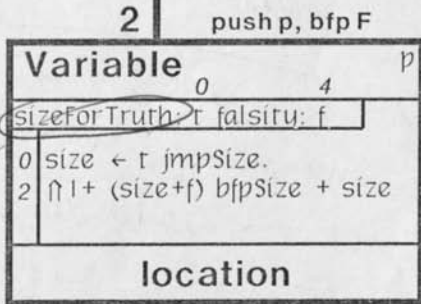 2 push p, bfp F
Variable p
0 4
sizeForTruth: t falsity: f
0 size ← t jmpSize.
2 ⇑ 1+ (size+f) bfpSize + size
location